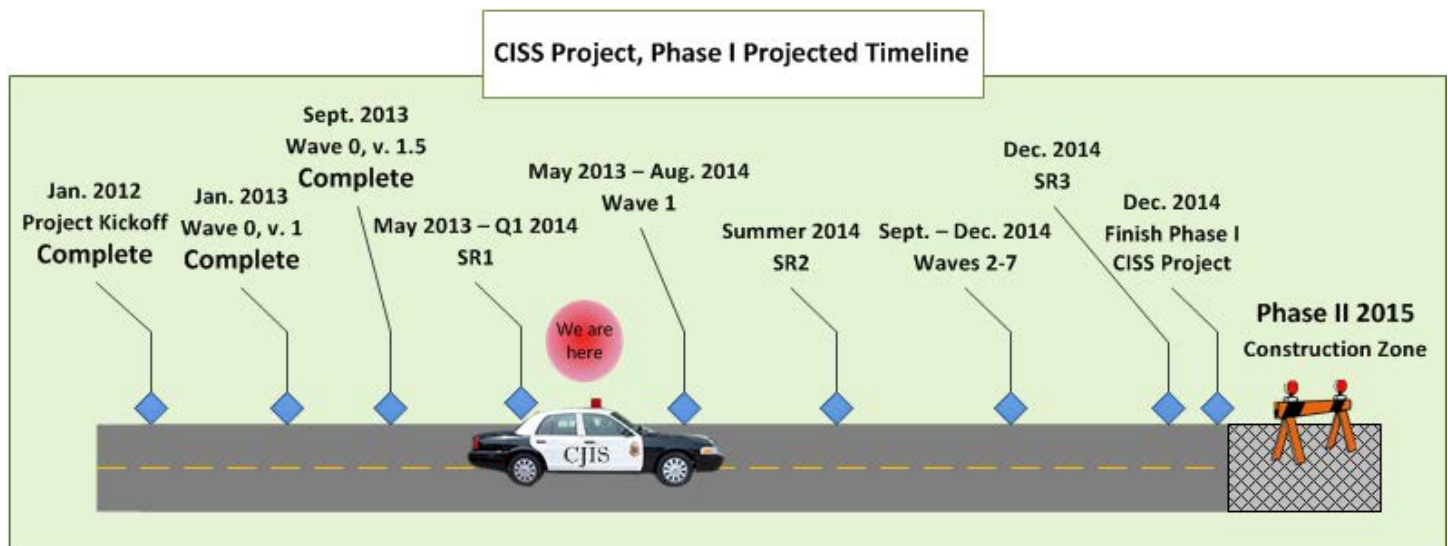 CISS Project, Phase I Projected Timeline
Jan. 2012
Project Kickoff
Complete
Jan. 2013
Wave 0, v. 1
Complete
Sept. 2013
Wave 0, v. 1.5
Complete
May 2013 – Q1 2014
SR1
We are
here
May 2013 – Aug. 2014
Wave 1
Summer 2014
SR2
Sept. – Dec. 2014
Waves 2-7
Dec. 2014
SR3
Dec. 2014
Finish Phase I
CISS Project
Phase II 2015
Construction Zone
CJIS